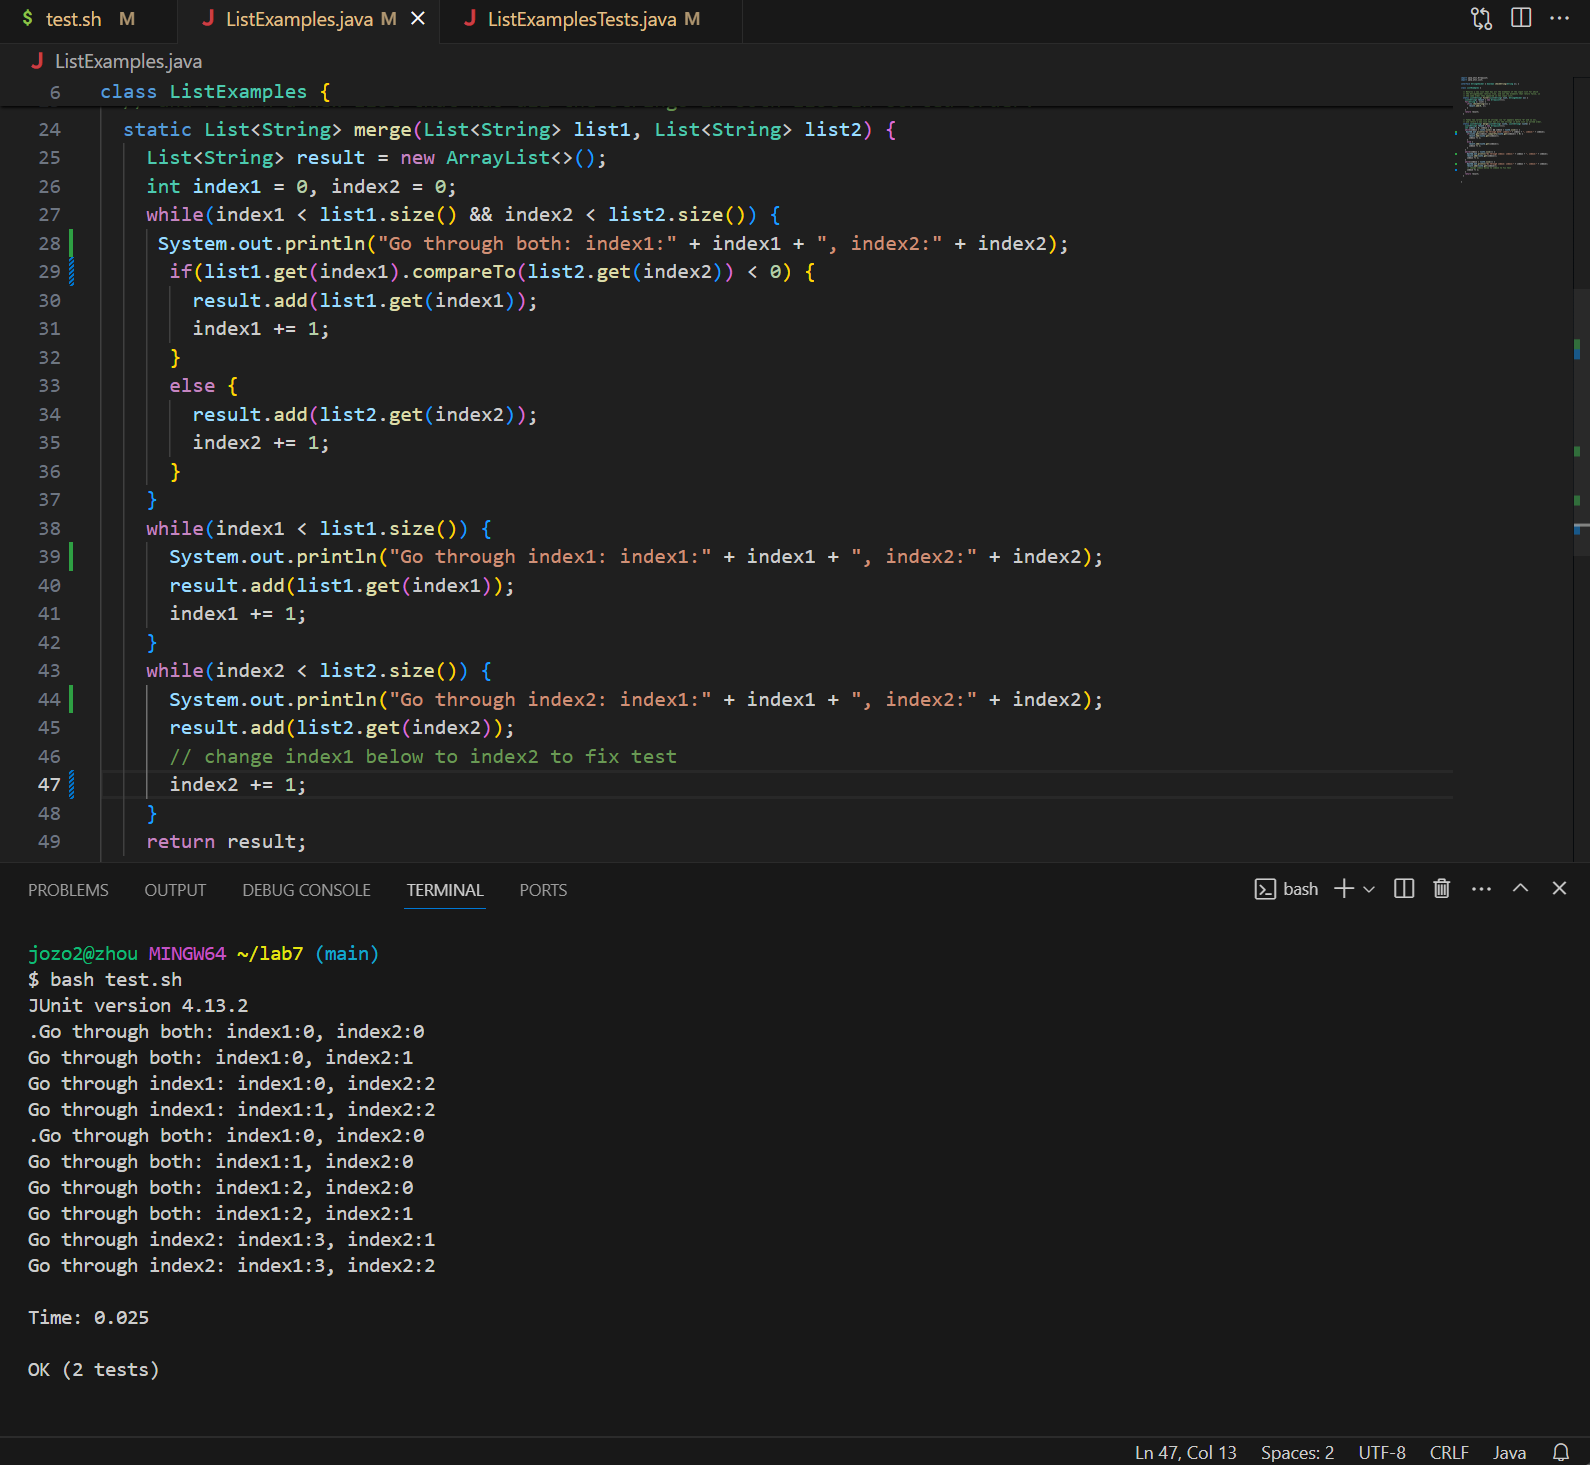 $ test.sh M J ListExamples.java M × J ListExamplesTests.java M
J ListExamples.java
6 class ListExamples {
24 static List<String> merge(List<String> list1, List<String> list2) {
25 List<String> result = new ArrayList<>();
26 int index1 = 0, index2 = 0;
27 while(index1 < list1.size() && index2 < list2.size()) {
28 System.out.println("Go through both: index1:" + index1 + ", index2:" + index2);
29 if(list1.get(index1).compareTo(list2.get(index2)) < 0) {
30 result.add(list1.get(index1));
31 index1 += 1;
32 }
33 else {
34 result.add(list2.get(index2));
35 index2 += 1;
36 }
37 }
38 while(index1 < list1.size()) {
39 System.out.println("Go through index1: index1:" + index1 + ", index2:" + index2);
40 result.add(list1.get(index1));
41 index1 += 1;
42 }
43 while(index2 < list2.size()) {
44 System.out.println("Go through index2: index1:" + index1 + ", index2:" + index2);
45 result.add(list2.get(index2));
46 // change index1 below to index2 to fix test
47 index2 += 1;
48 }
49 return result;
PROBLEMS OUTPUT DEBUG CONSOLE TERMINAL PORTS bash
jozo2@zhou MINGW64 ~/lab7 (main)
$ bash test.sh
JUnit version 4.13.2
.Go through both: index1:0, index2:0
Go through both: index1:0, index2:1
Go through index1: index1:0, index2:2
Go through index1: index1:1, index2:2
.Go through both: index1:0, index2:0
Go through both: index1:1, index2:0
Go through both: index1:2, index2:0
Go through both: index1:2, index2:1
Go through index2: index1:3, index2:1
Go through index2: index1:3, index2:2
Time: 0.025
OK (2 tests)
Ln 47, Col 13 Spaces: 2 UTF-8 CRLF Java